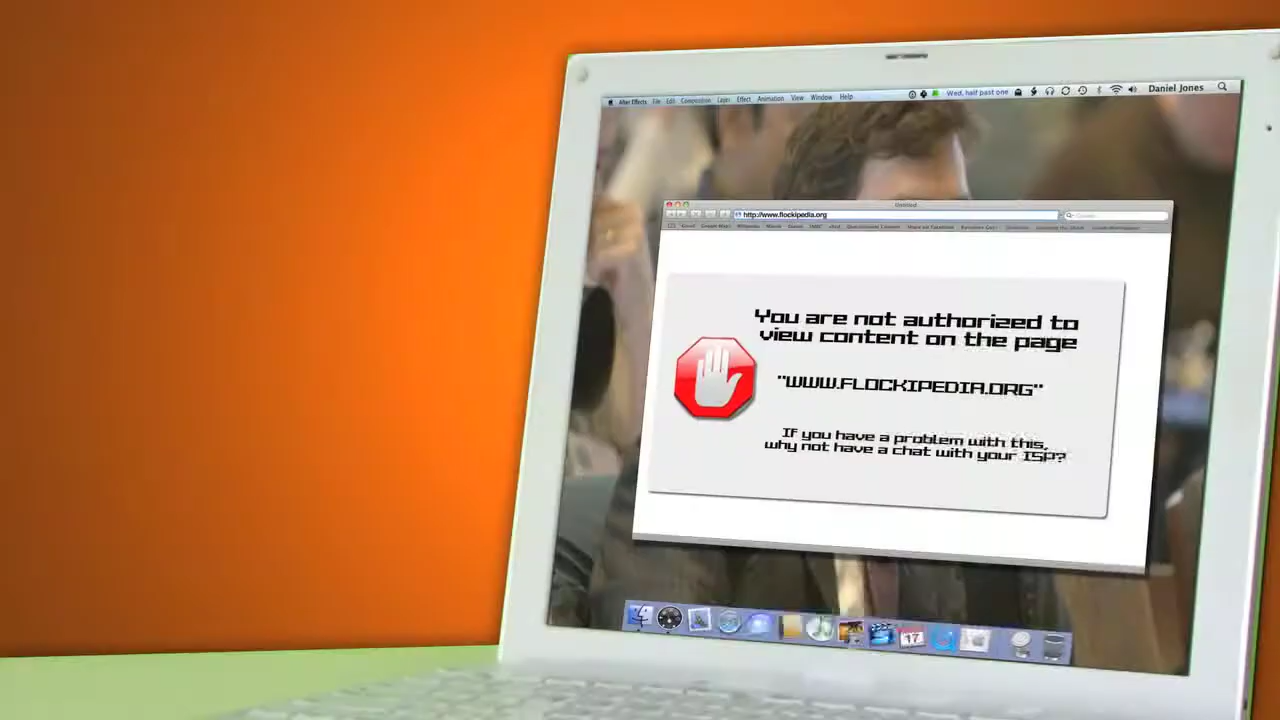 After Effects File Edit Composition Layer Effect Animation View Window Help
Wed, half past one
Daniel Jones
Untitled
http://www.flockipedia.org
You are not authorized to
view content on the page
"WWW.FLOCKIPEDIA.ORG"
If you have a problem with this,
why not have a chat with your ISP?
17